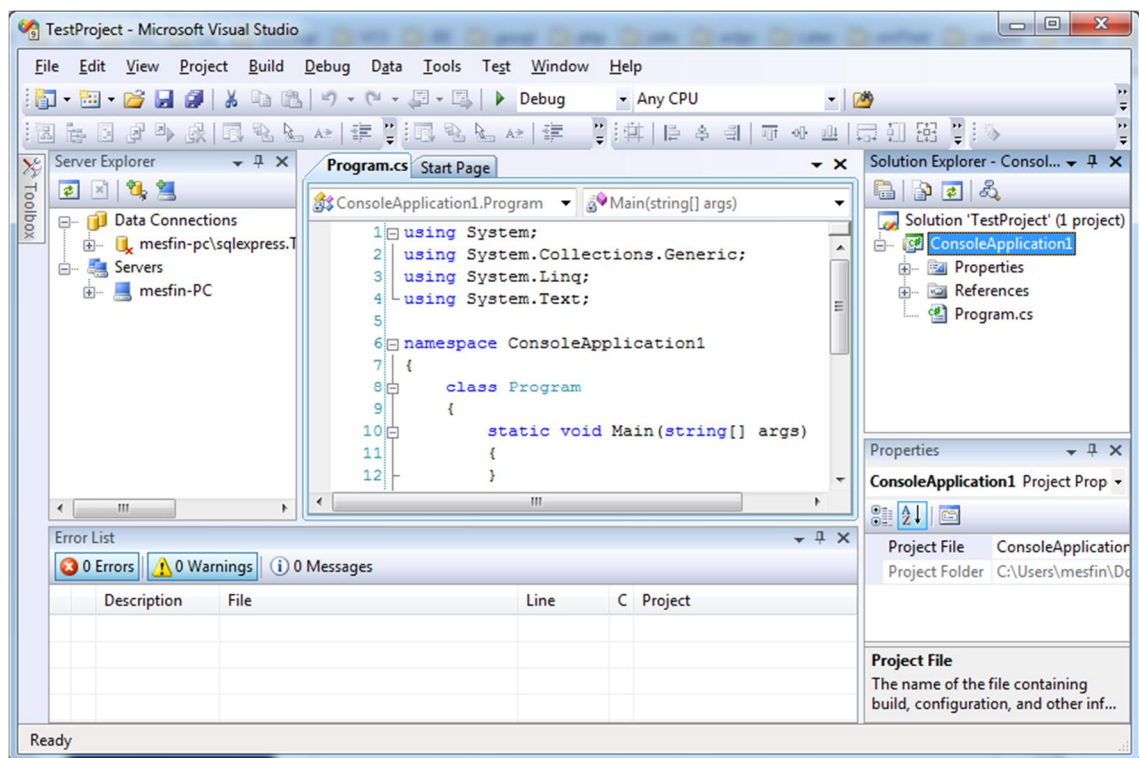 TestProject - Microsoft Visual Studio
File Edit View Project Build Debug Data Tools Test Window Help
Debug Any CPU
Toolbox
Server Explorer
Data Connections
mesfin-pc\sqlexpress.T
Servers
mesfin-PC
Program.cs Start Page
ConsoleApplication1.Program Main(string[] args)
1 using System;
2 using System.Collections.Generic;
3 using System.Linq;
4 using System.Text;
5
6 namespace ConsoleApplication1
7 {
8 class Program
9 {
10 static void Main(string[] args)
11 {
12 }
Solution Explorer - Consol...
Solution 'TestProject' (1 project)
ConsoleApplication1
Properties
References
Program.cs
Properties
ConsoleApplication1 Project Prop
Project File ConsoleApplication
Project Folder C:\Users\mesfin\Do
Project File
The name of the file containing
build, configuration, and other inf...
Error List
0 Errors 0 Warnings 0 Messages
Description File Line C Project
Ready